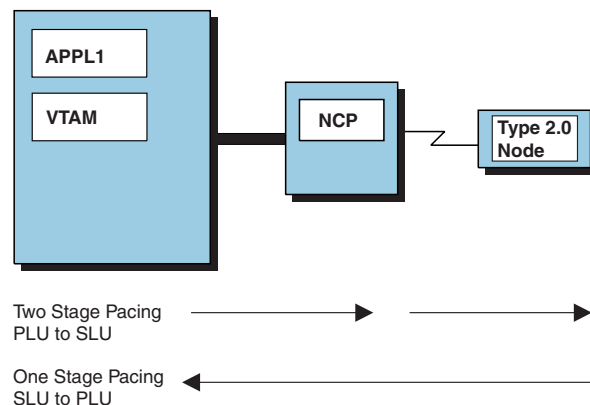 APPL1
VTAM
NCP
Type 2.0
Node
Two Stage Pacing
PLU to SLU
One Stage Pacing
SLU to PLU